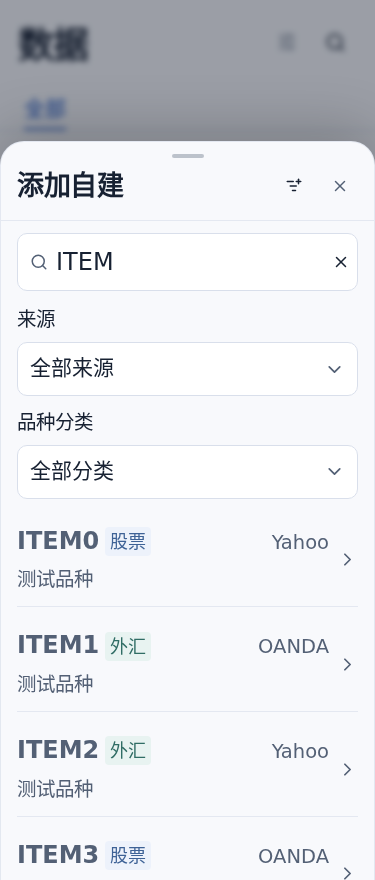 数据
全部
添加自建
ITEM
来源
全部来源
品种分类
全部分类
ITEM0 股票 Yahoo
测试品种
ITEM1 外汇 OANDA
测试品种
ITEM2 外汇 Yahoo
测试品种
ITEM3 股票 OANDA